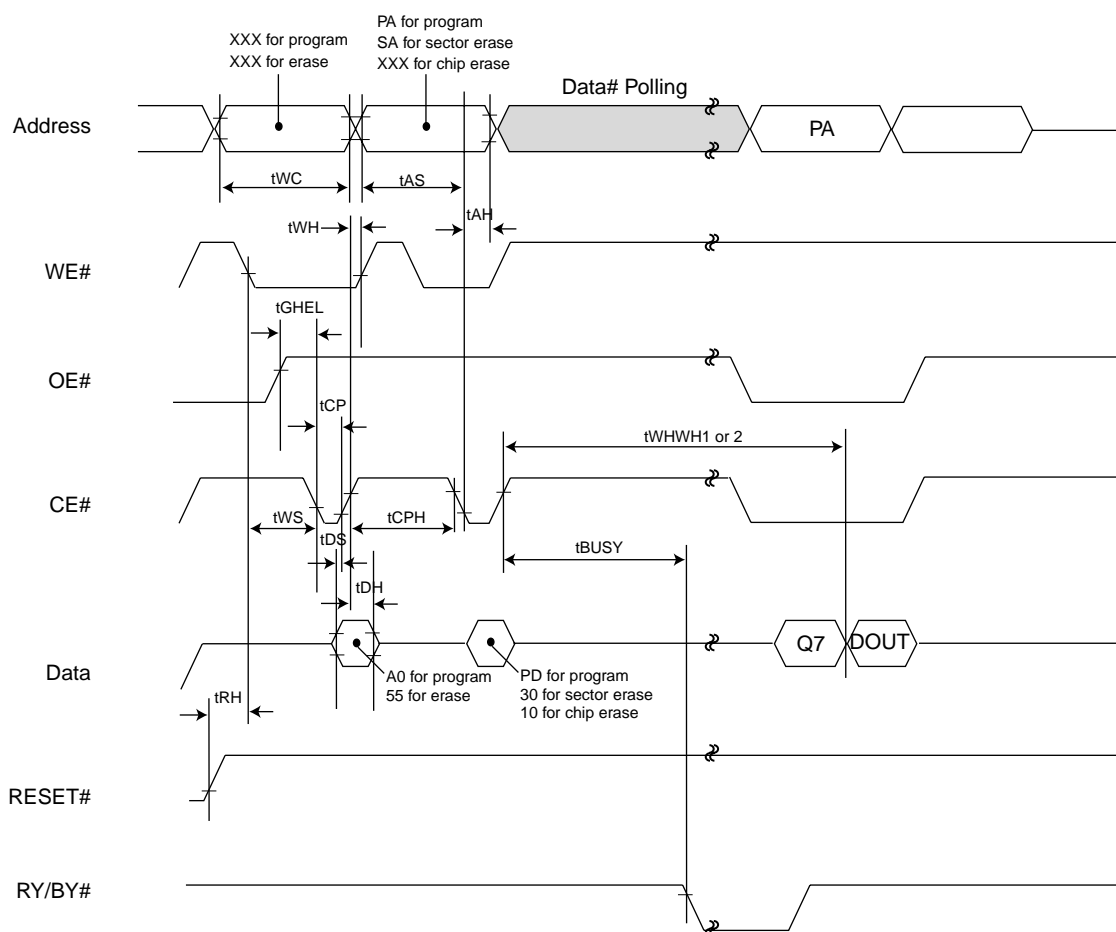 XXX for program
XXX for erase
PA for program
SA for sector erase
XXX for chip erase
Data# Polling
Address
PA
tWC
tAS
tAH
tWH
WE#
tGHEL
OE#
tCP
tWHWH1 or 2
CE#
tWS
tCPH
tDS
tBUSY
tDH
Q7
DOUT
Data
A0 for program
55 for erase
PD for program
30 for sector erase
10 for chip erase
tRH
RESET#
RY/BY#